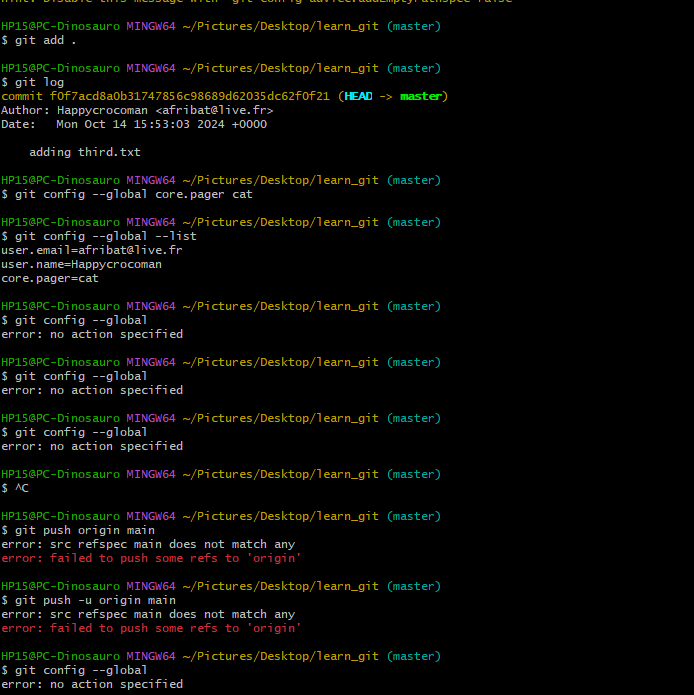 HP15@PC-Dinosauro MINGW64 ~/Pictures/Desktop/learn_git (master)
$ git add .
HP15@PC-Dinosauro MINGW64 ~/Pictures/Desktop/learn_git (master)
$ git log
commit f0f7acd8a0b31747856c98689d62035dc62f0f21 (HEAD -> master)
Author: Happycrocoman <afribat@live.fr>
Date:   Mon Oct 14 15:53:03 2024 +0000
    adding third.txt
HP15@PC-Dinosauro MINGW64 ~/Pictures/Desktop/learn_git (master)
$ git config --global core.pager cat
HP15@PC-Dinosauro MINGW64 ~/Pictures/Desktop/learn_git (master)
$ git config --global --list
user.email=afribat@live.fr
user.name=Happycrocoman
core.pager=cat
HP15@PC-Dinosauro MINGW64 ~/Pictures/Desktop/learn_git (master)
$ git config --global
error: no action specified
HP15@PC-Dinosauro MINGW64 ~/Pictures/Desktop/learn_git (master)
$ git config --global
error: no action specified
HP15@PC-Dinosauro MINGW64 ~/Pictures/Desktop/learn_git (master)
$ git config --global
error: no action specified
HP15@PC-Dinosauro MINGW64 ~/Pictures/Desktop/learn_git (master)
$ ^C
HP15@PC-Dinosauro MINGW64 ~/Pictures/Desktop/learn_git (master)
$ git push origin main
error: src refspec main does not match any
error: failed to push some refs to 'origin'
HP15@PC-Dinosauro MINGW64 ~/Pictures/Desktop/learn_git (master)
$ git push -u origin main
error: src refspec main does not match any
error: failed to push some refs to 'origin'
HP15@PC-Dinosauro MINGW64 ~/Pictures/Desktop/learn_git (master)
$ git config --global
error: no action specified